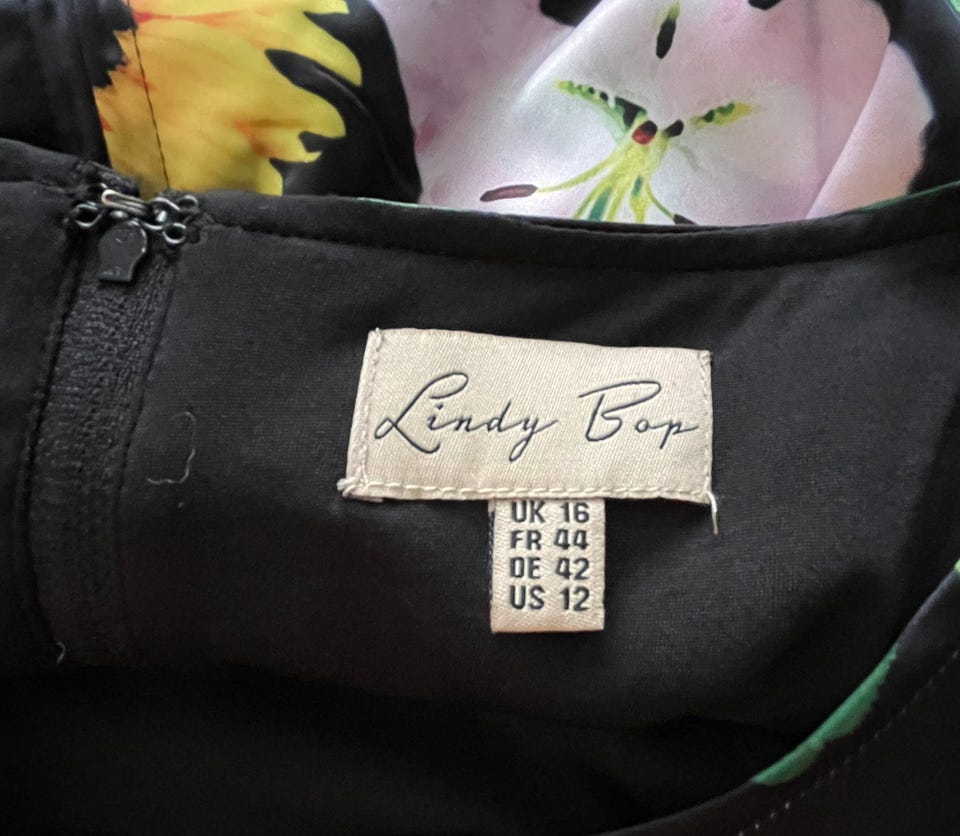 Lindy Bop
UK 16
FR 44
DE 42
US 12